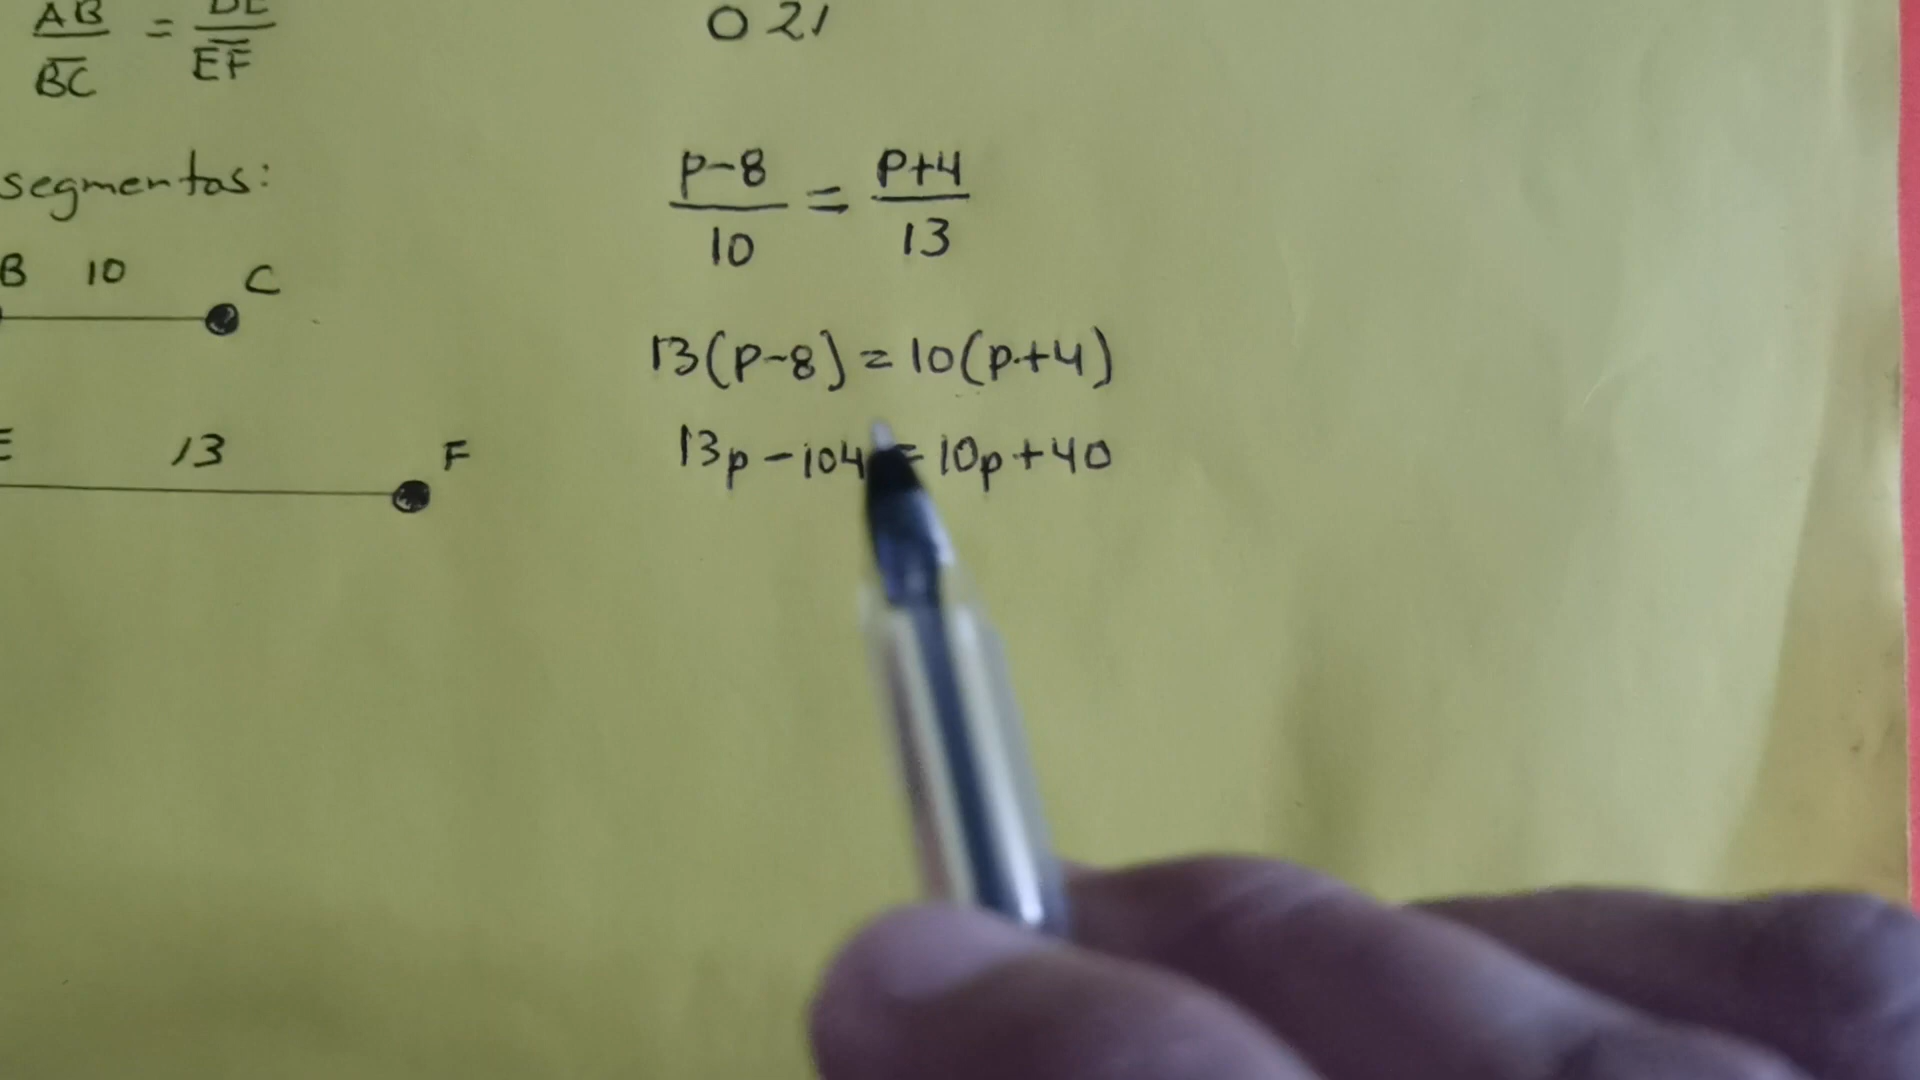 AB/BC = DE/EF
segmentos:
B 10 C
E 13 F
0 21
p-8/10 = p+4/13
13(p-8) = 10(p+4)
13p - 104 = 10p + 40